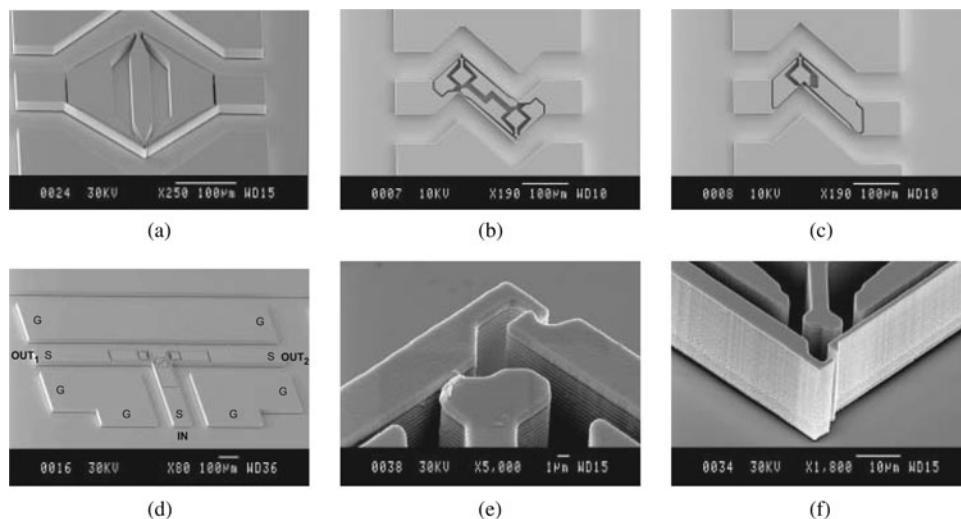 0024 30KV X250 100µm WD15
(a)
0007 10KV X190 100µm WD10
(b)
0008 10KV X190 100µm WD10
(c)
G G
OUT1 S S OUT2
G G S G G
IN
0016 30KV X80 100µm WD36
(d)
0038 30KV X5,000 1µm WD15
(e)
0034 30KV X1,800 10µm WD15
(f)